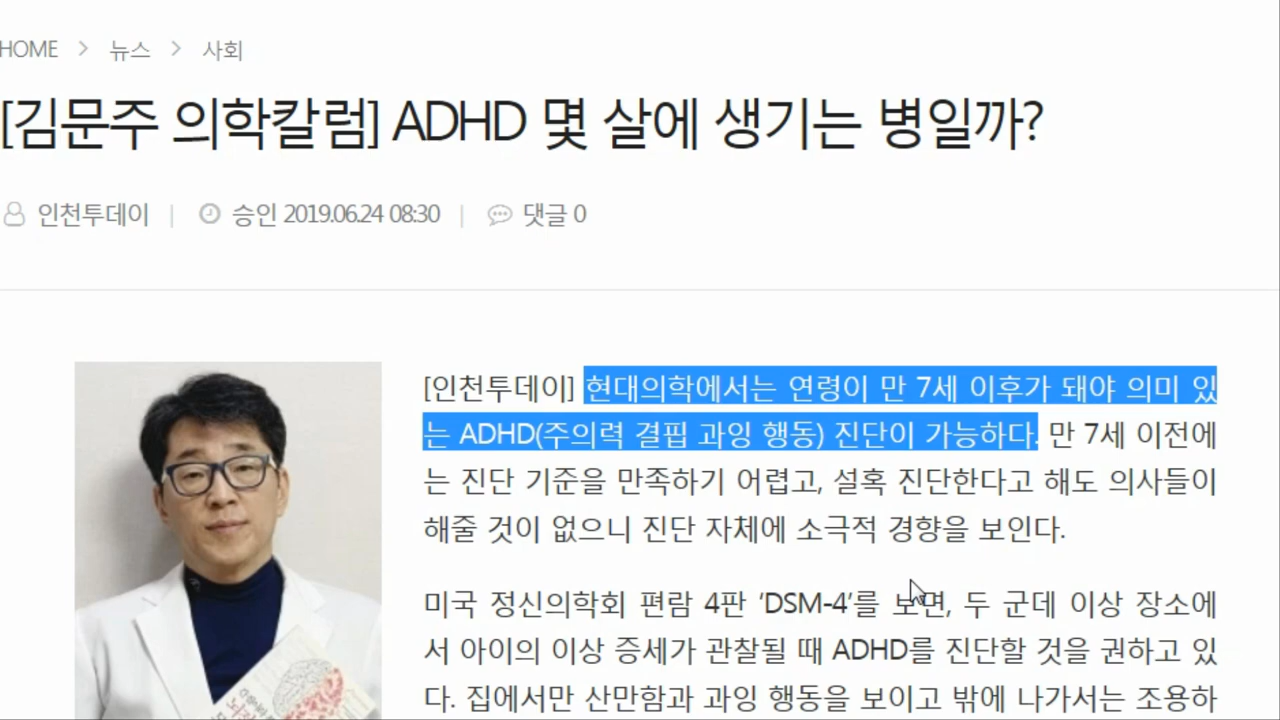 HOME > 뉴스 > 사회
[김문주 의학칼럼] ADHD 몇 살에 생기는 병일까?
인천투데이 | 승인 2019.06.24 08:30 | 댓글 0
[인천투데이] 현대의학에서는 연령이 만 7세 이후가 돼야 의미 있
는 ADHD(주의력 결핍 과잉 행동) 진단이 가능하다. 만 7세 이전에
는 진단 기준을 만족하기 어렵고, 설혹 진단한다고 해도 의사들이
해줄 것이 없으니 진단 자체에 소극적 경향을 보인다.
미국 정신의학회 편람 4판 ‘DSM-4’를 보면, 두 군데 이상 장소에
서 아이의 이상 증세가 관찰될 때 ADHD를 진단할 것을 권하고 있
다. 집에서만 산만함과 과잉 행동을 보이고 밖에 나가서는 조용하